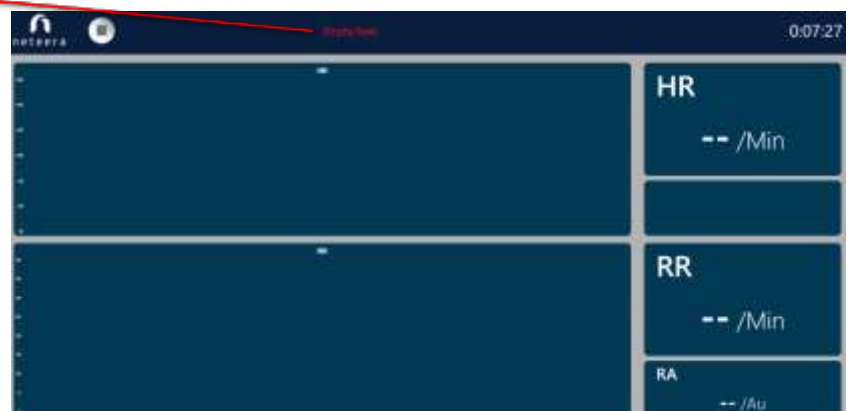 neteera
0:07:27
HR
-- /Min
RR
-- /Min
RA
-- /Au